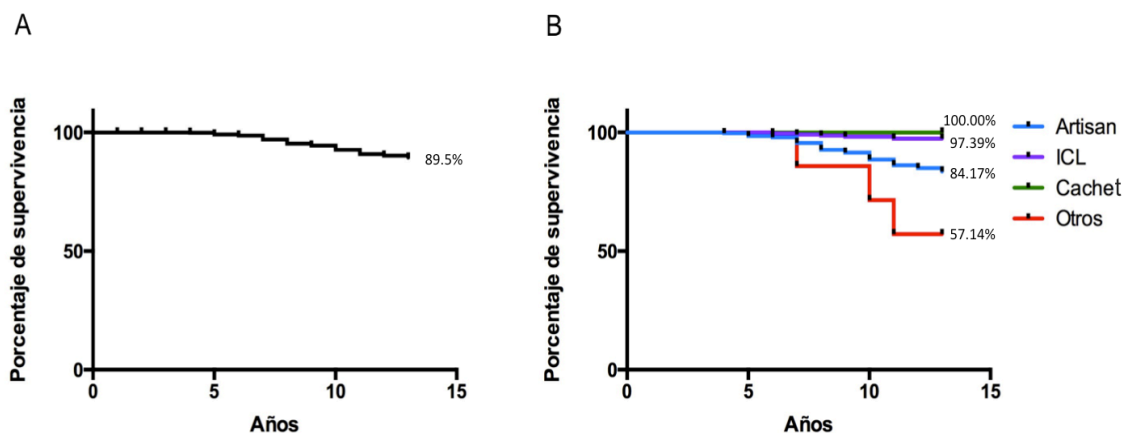 A
Porcentaje de supervivencia
100
50
0
0 5 10 15
89.5%
Años
B
Porcentaje de supervivencia
100
50
0
0 5 10 15
100.00%
97.39%
84.17%
57.14%
Años
Artisan
ICL
Cachet
Otros